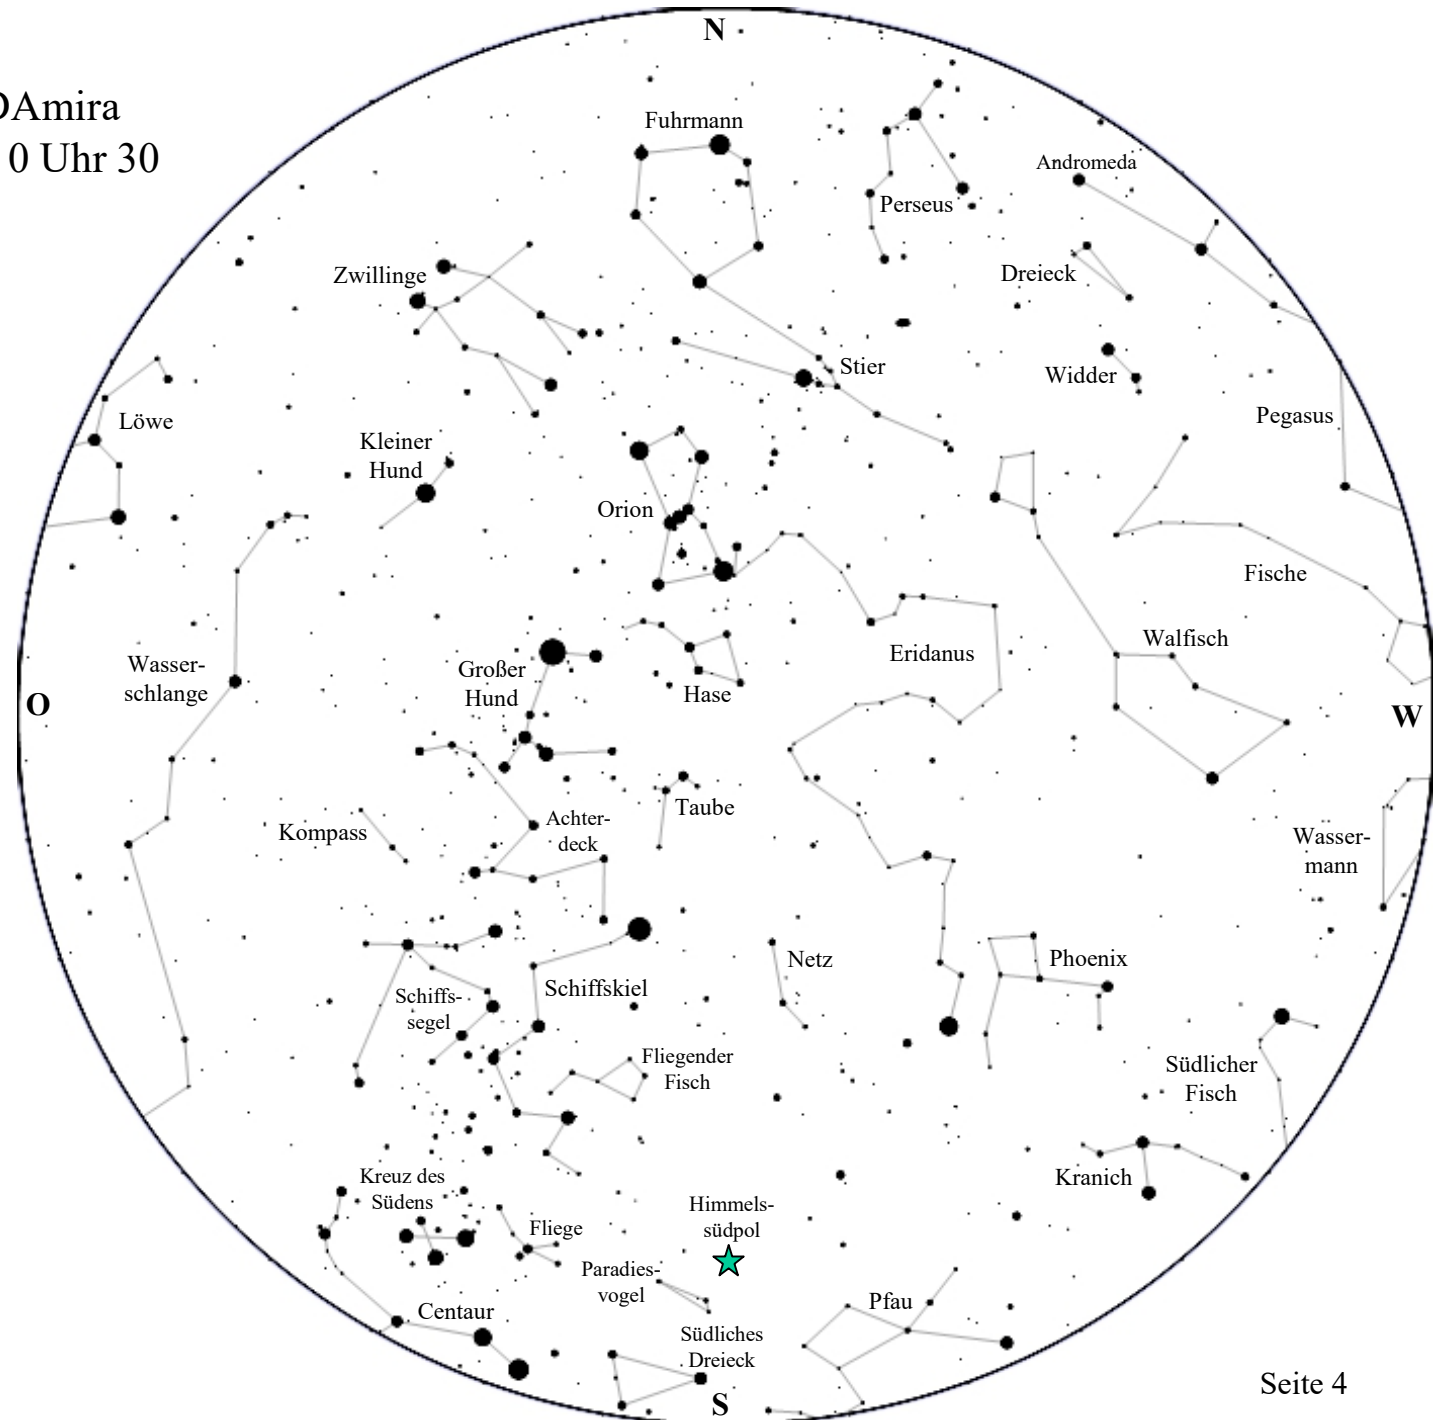 N
DAmira
0 Uhr 30
Fuhrmann
Andromeda
Perseus
Zwillinge
Dreieck
Stier
Widder
Löwe
Pegasus
Kleiner
Hund
Orion
Fische
Walfisch
Eridanus
Wasser-
schlange
Großer
Hund
Hase
O
W
Taube
Achter-
deck
Kompass
Wasser-
mann
Netz
Phoenix
Schiffs-
segel
Schiffskiel
Fliegender
Fisch
Südlicher
Fisch
Kranich
Kreuz des
Südens
Himmels-
südpol
Fliege
Paradies-
vogel
Pfau
Centaur
Südliches
Dreieck
Seite 4
S